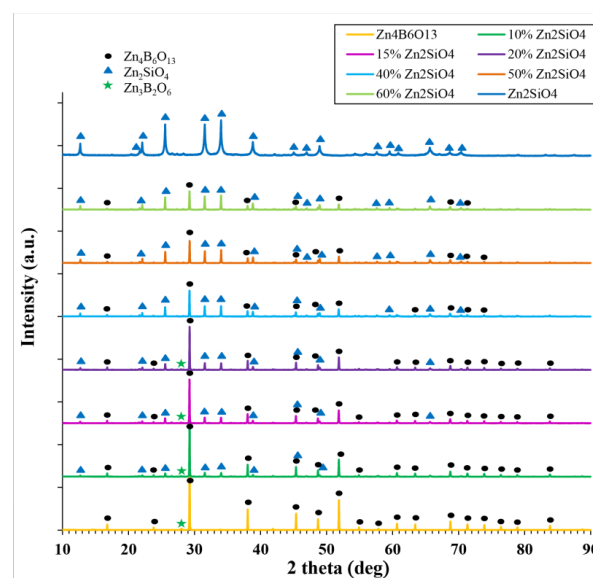 Zn4B6O13 10% Zn2SiO4
15% Zn2SiO4 20% Zn2SiO4
40% Zn2SiO4 50% Zn2SiO4
60% Zn2SiO4 Zn2SiO4
Zn₄B₆O₁₃
Zn₂SiO₄
Zn₃B₂O₆
Intensity (a.u.)
10 20 30 40 50 60 70 80 90
2 theta (deg)